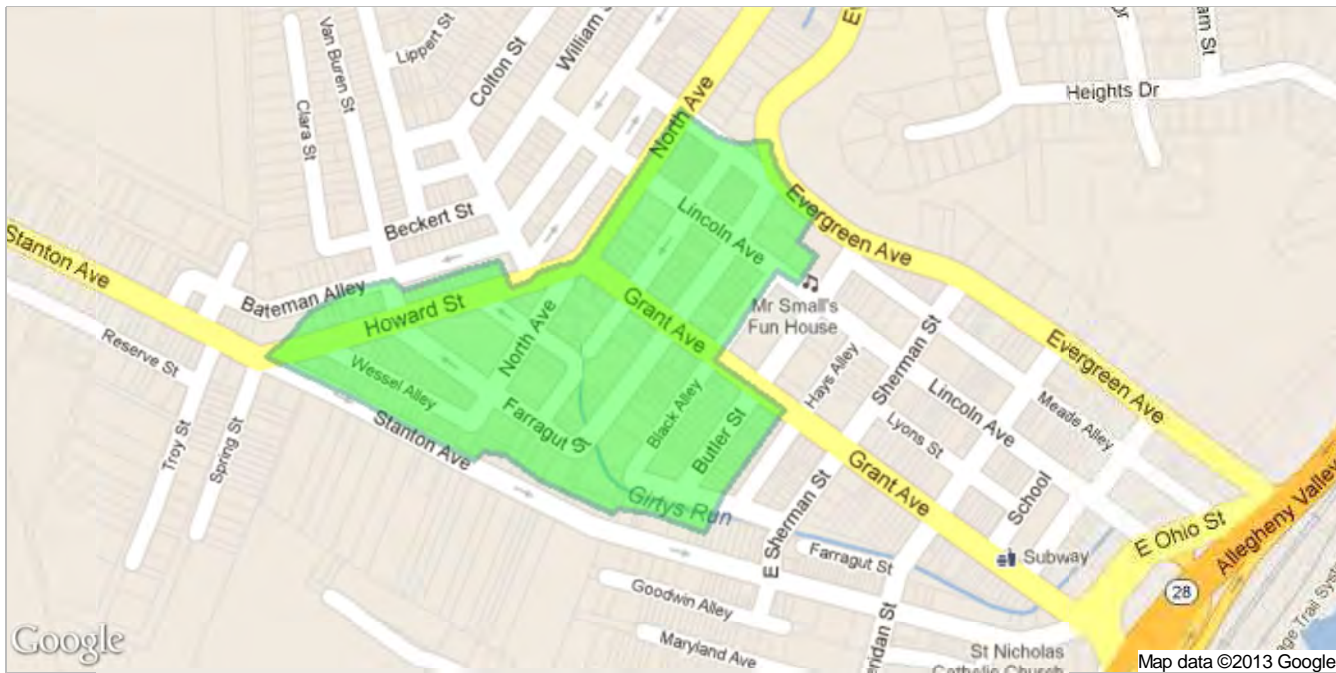 Lippert St
Van Buren St
Colton St
William St
North Ave
Clara St
Heights Dr
Beckert St
Stanton Ave
Bateman Alley
Howard St
Lincoln Ave
Evergreen Ave
Mr Small's
Fun House
Reserve St
Wessel Alley
North Ave
Grant Ave
Troy St
Spring St
Stanton Ave
Farragut St
Black Alley
Butler St
Girtys Run
Hays Alley
Sherman St
Lincoln Ave
Evergreen Ave
Meade Alley
Lyons St
Grant Ave
School
E Sherman St
Farragut St
Subway
E Ohio St
Allegheny Valley
28
Goodwin Alley
Maryland Ave
St Nicholas
Catholic Church
Google
Map data ©2013 Google